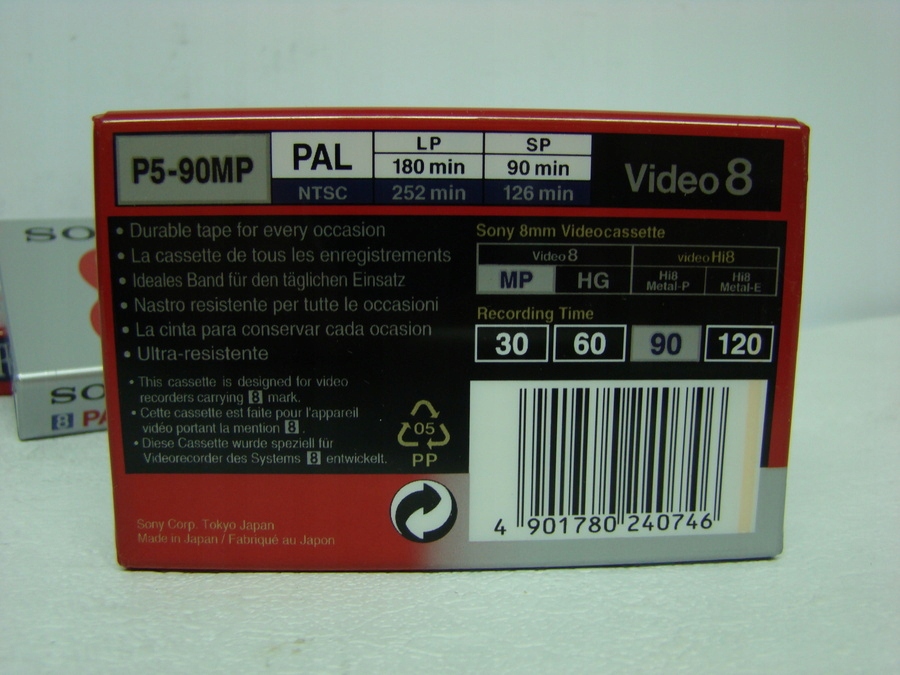 P5-90MP
PAL
LP
SP
180 min
90 min
NTSC
252 min
126 min
Video 8
• Durable tape for every occasion
• La cassette de tous les enregistrements
• Ideales Band für den täglichen Einsatz
• Nastro resistente per tutte le occasioni
• La cinta para conservar cada ocasion
• Ultra-resistente
• This cassette is designed for video
recorders carrying 8 mark.
• Cette cassette est faite pour l'appareil
vidéo portant la mention 8.
• Diese Cassette wurde speziell für
Videorecorder des Systems 8 entwickelt.
05
PP
Sony Corp. Tokyo Japan
Made in Japan / Fabriqué au Japon
Sony 8mm Videocassette
Video 8
video Hi8
MP
HG
Hi8
Metal-P
Hi8
Metal-E
Recording Time
30
60
90
120
4 901780 240746
SO
SO
8 PA